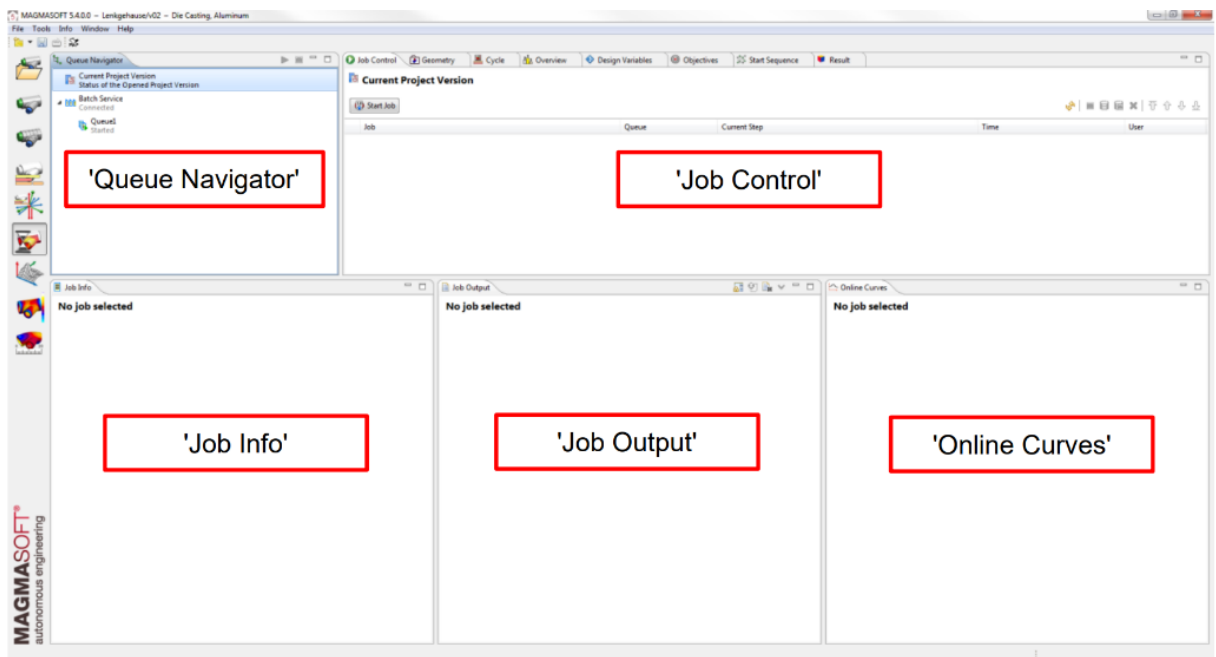 MAGMASOFT 5.4.0.0 – Lenkgehause/v02 – Die Casting, Aluminum
File Tools Info Window Help
Queue Navigator
Current Project Version
Status of the Opened Project Version
Batch Service
Connected
Queue1
Started
'Queue Navigator'
Job Control Geometry Cycle Overview Design Variables Objectives Start Sequence Result
Current Project Version
Start Job
Job Queue Current Step Time User
'Job Control'
Job Info
No job selected
'Job Info'
Job Output
No job selected
'Job Output'
Online Curves
No job selected
'Online Curves'
MAGMASOFT®
autonomous engineering